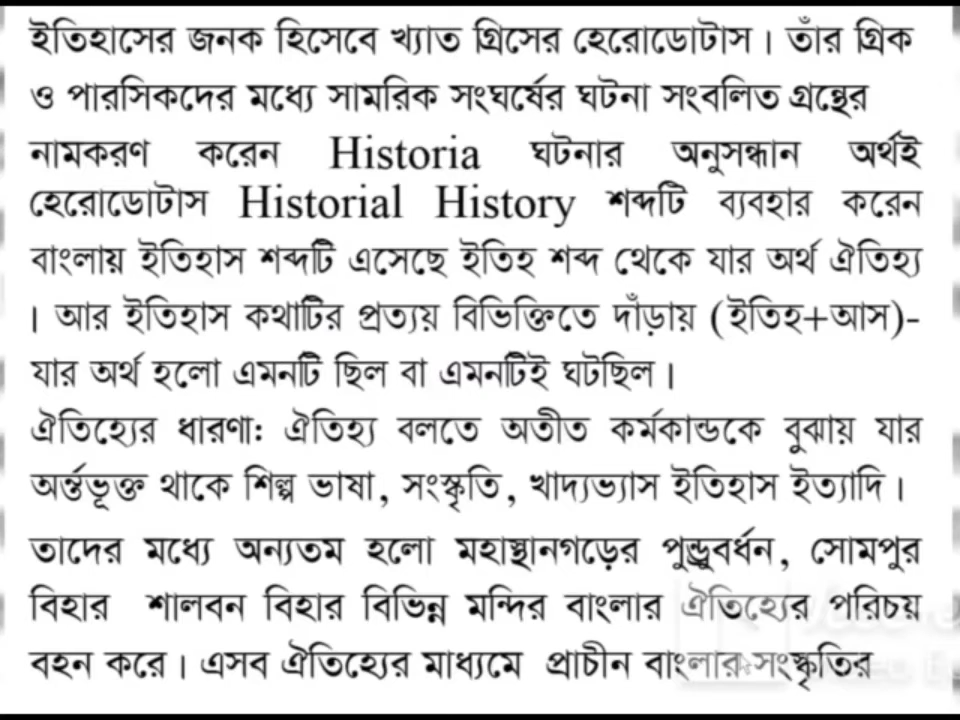 ইতিহাসের জনক হিসেবে খ্যাত গ্রিসের হেরোডোটাস। তাঁর গ্রিক
ও পারসিকদের মধ্যে সামরিক সংঘর্ষের ঘটনা সংবলিত গ্রন্থের
নামকরণ করেন Historia ঘটনার অনুসন্ধান অর্থই
হেরোডোটাস Historial History শব্দটি ব্যবহার করেন
বাংলায় ইতিহাস শব্দটি এসেছে ইতিহ শব্দ থেকে যার অর্থ ঐতিহ্য
। আর ইতিহাস কথাটির প্রত্যয় বিভিক্তিতে দাঁড়ায় (ইতিহ+আস)-
যার অর্থ হলো এমনটি ছিল বা এমনটিই ঘটছিল।
ঐতিহ্যের ধারণাঃ ঐতিহ্য বলতে অতীত কর্মকান্ডকে বুঝায় যার
অর্ন্তভূক্ত থাকে শিল্প ভাষা, সংস্কৃতি, খাদ্যভ্যাস ইতিহাস ইত্যাদি।
তাদের মধ্যে অন্যতম হলো মহাস্থানগড়ের পুন্ড্রুবর্ধন, সোমপুর
বিহার শালবন বিহার বিভিন্ন মন্দির বাংলার ঐতিহ্যের পরিচয়
বহন করে। এসব ঐতিহ্যের মাধ্যমে প্রাচীন বাংলার সংস্কৃতির